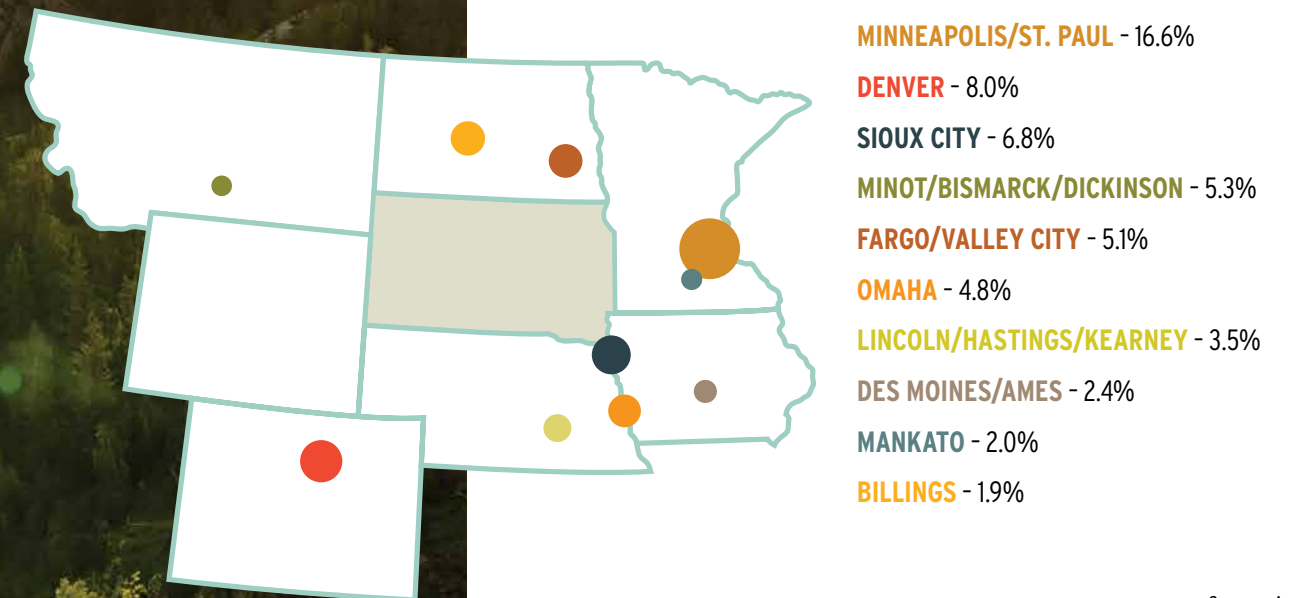 MINNEAPOLIS/ST. PAUL - 16.6%
DENVER - 8.0%
SIOUX CITY - 6.8%
MINOT/BISMARCK/DICKINSON - 5.3%
FARGO/VALLEY CITY - 5.1%
OMAHA - 4.8%
LINCOLN/HASTINGS/KEARNEY - 3.5%
DES MOINES/AMES - 2.4%
MANKATO - 2.0%
BILLINGS - 1.9%